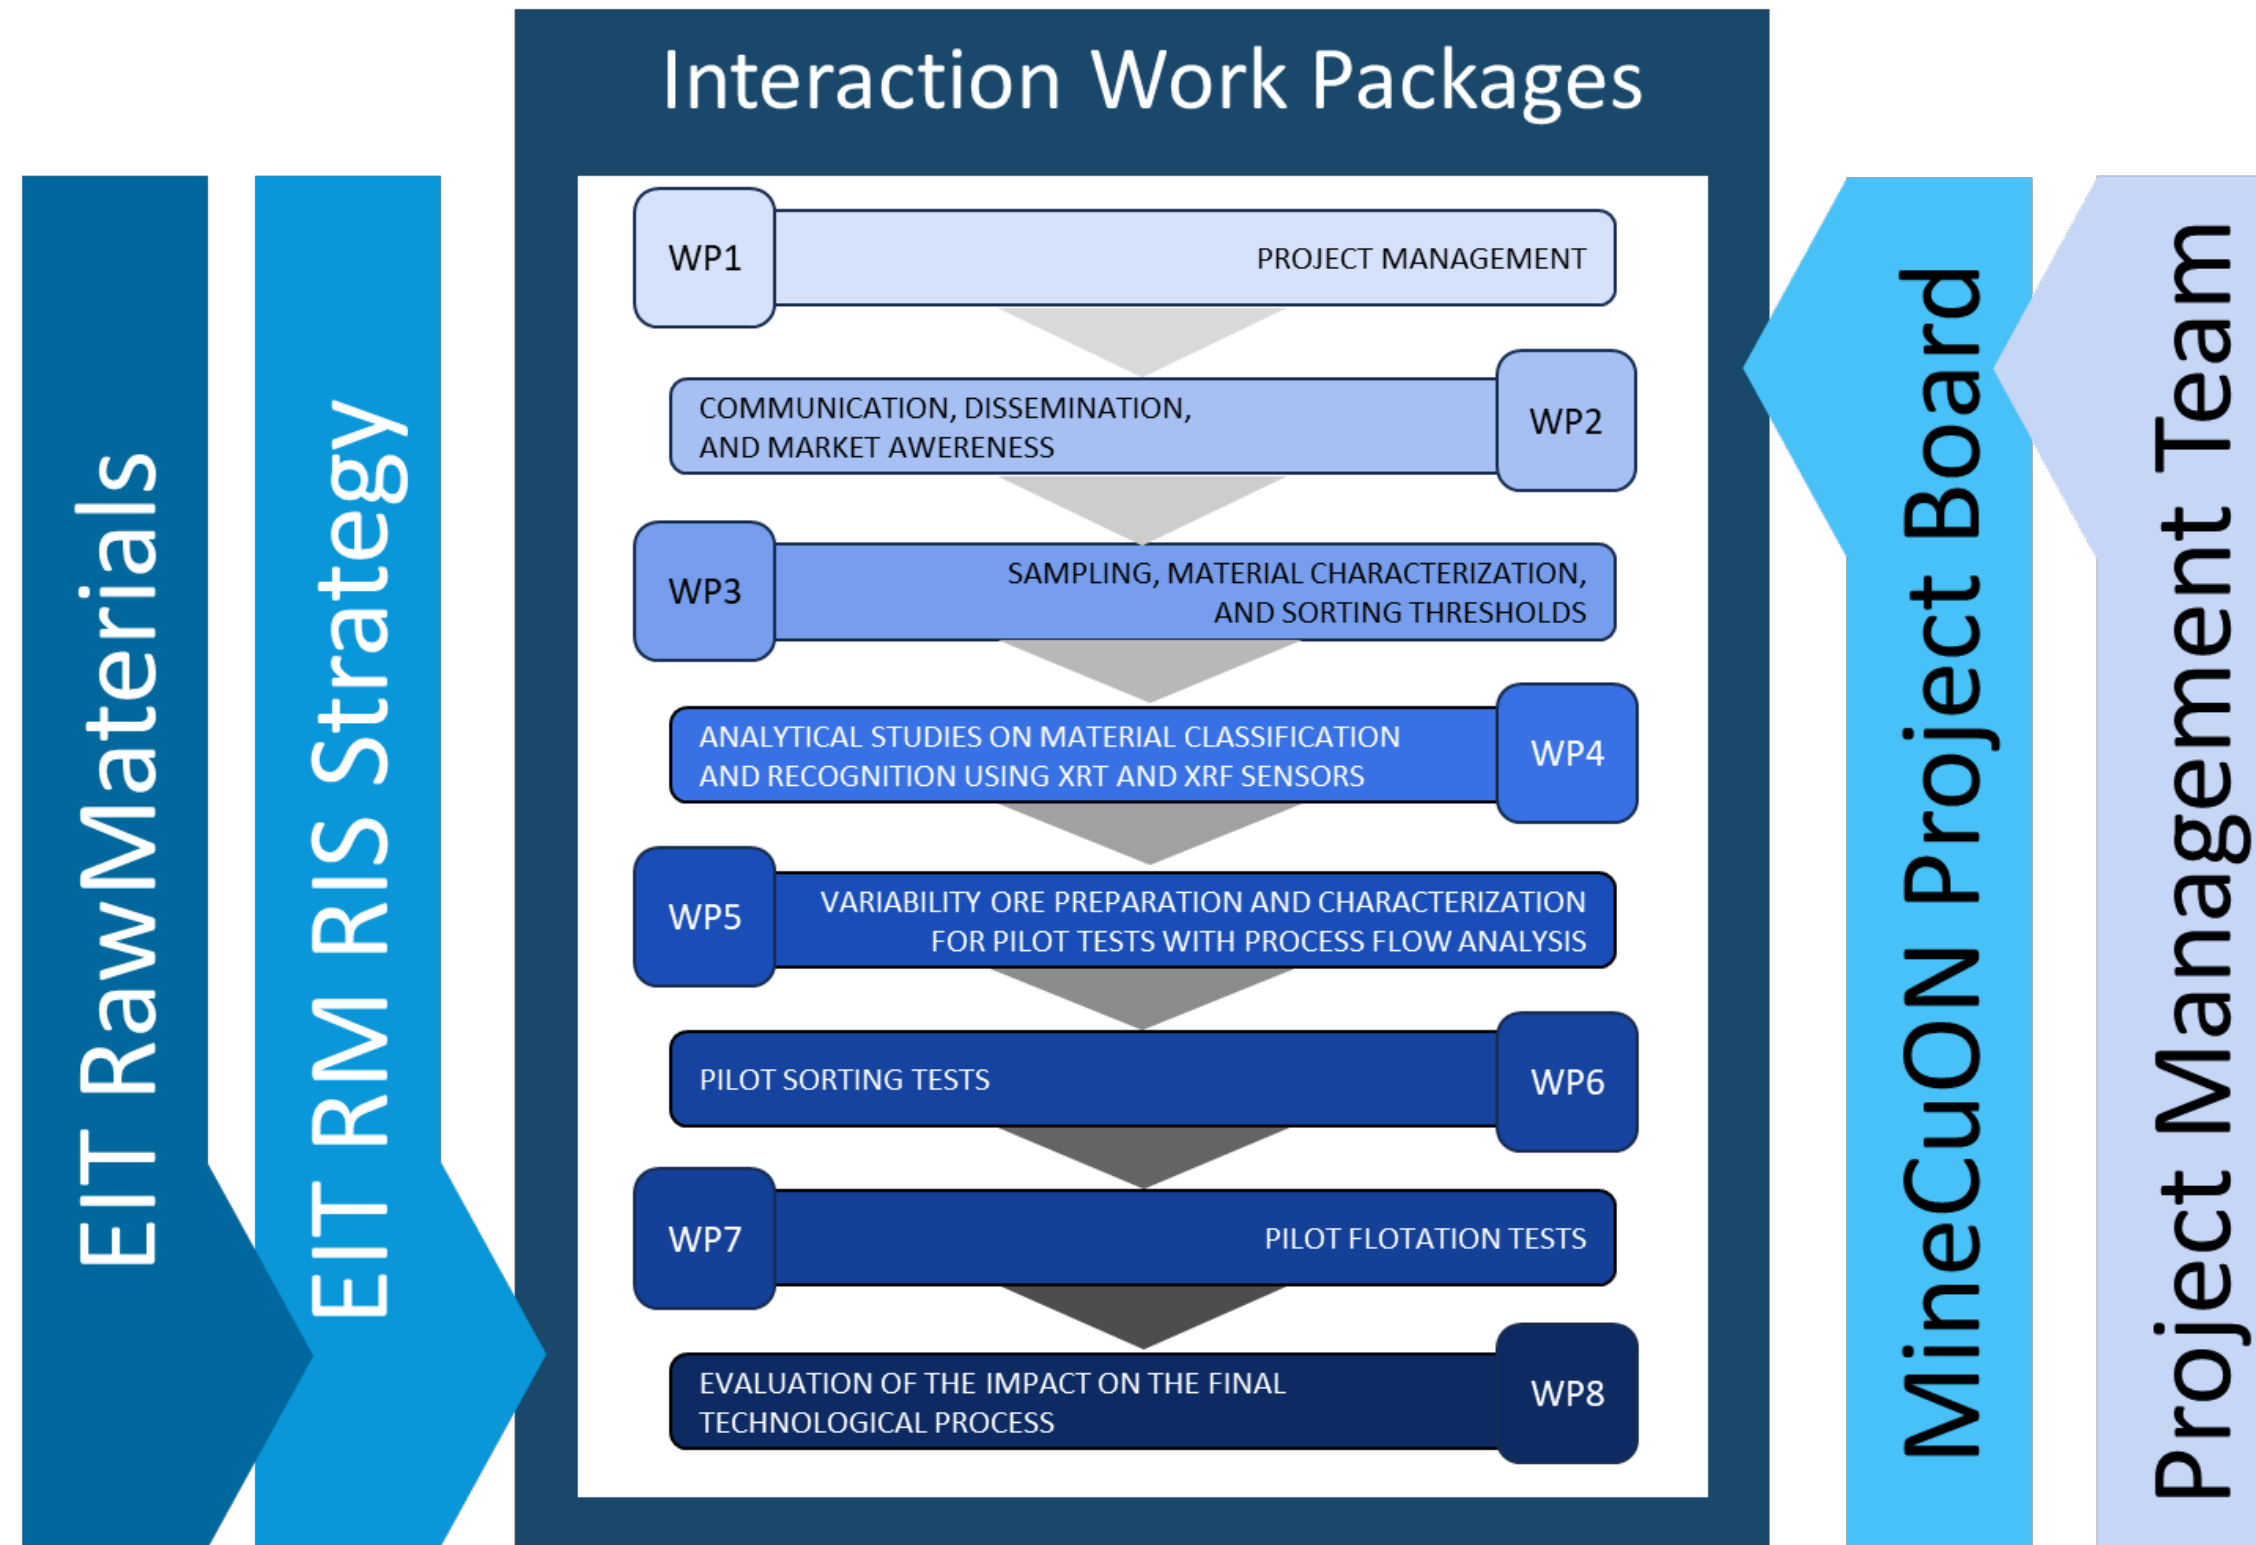 Interaction Work Packages
EIT RawMaterials
EIT RM RIS Strategy
WP1
PROJECT MANAGEMENT
COMMUNICATION, DISSEMINATION,
AND MARKET AWERENESS
WP2
WP3
SAMPLING, MATERIAL CHARACTERIZATION,
AND SORTING THRESHOLDS
ANALYTICAL STUDIES ON MATERIAL CLASSIFICATION
AND RECOGNITION USING XRT AND XRF SENSORS
WP4
WP5
VARIABILITY ORE PREPARATION AND CHARACTERIZATION
FOR PILOT TESTS WITH PROCESS FLOW ANALYSIS
PILOT SORTING TESTS
WP6
WP7
PILOT FLOTATION TESTS
EVALUATION OF THE IMPACT ON THE FINAL
TECHNOLOGICAL PROCESS
WP8
MineCuON Project Board
Project Management Team